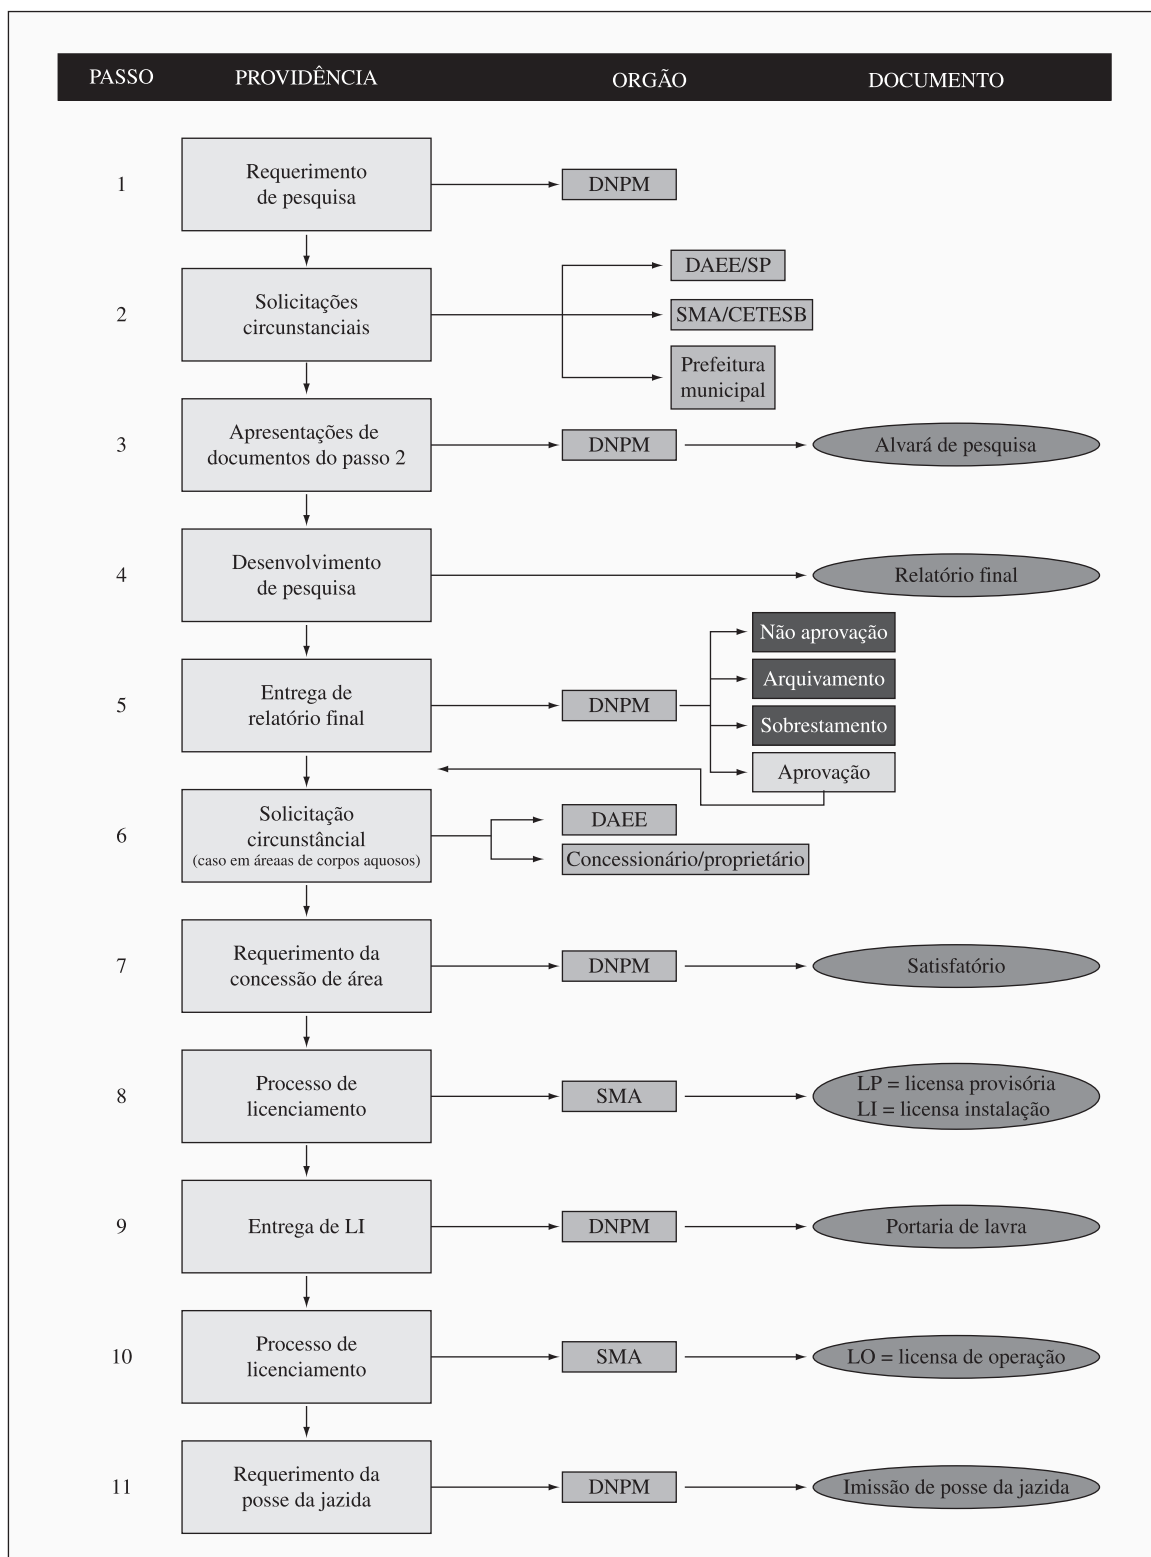 PASSO PROVIDÊNCIA ORGÃO DOCUMENTO
1
Requerimento
de pesquisa
DNPM
2
Solicitações
circunstanciais
DAEE/SP
SMA/CETESB
Prefeitura
municipal
3
Apresentações de
documentos do passo 2
DNPM
Alvará de pesquisa
4
Desenvolvimento
de pesquisa
Relatório final
5
Entrega de
relatório final
DNPM
Não aprovação
Arquivamento
Sobrestamento
Aprovação
6
Solicitação
circunstâncial
(caso em áreaas de corpos aquosos)
DAEE
Concessionário/proprietário
7
Requerimento da
concessão de área
DNPM
Satisfatório
8
Processo de
licenciamento
SMA
LP = licensa provisória
LI = licensa instalação
9
Entrega de LI
DNPM
Portaria de lavra
10
Processo de
licenciamento
SMA
LO = licensa de operação
11
Requerimento da
posse da jazida
DNPM
Imissão de posse da jazida